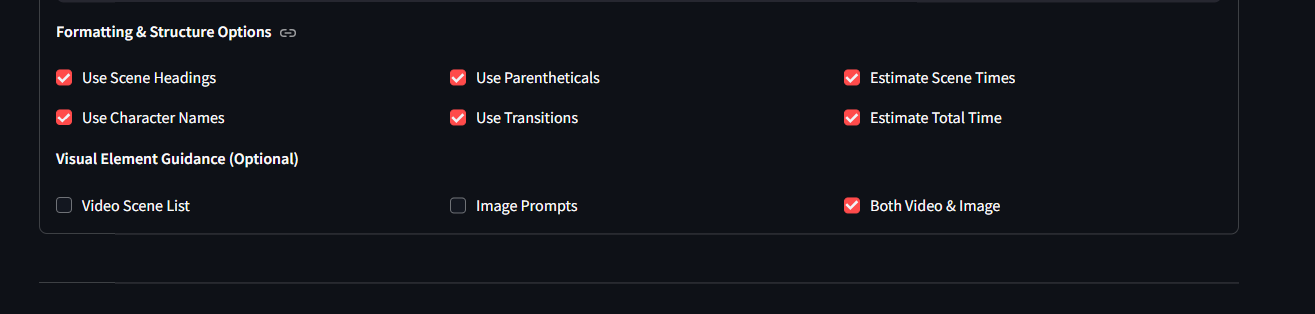 Formatting & Structure Options
Use Scene Headings
Use Parentheticals
Estimate Scene Times
Use Character Names
Use Transitions
Estimate Total Time
Visual Element Guidance (Optional)
Video Scene List
Image Prompts
Both Video & Image